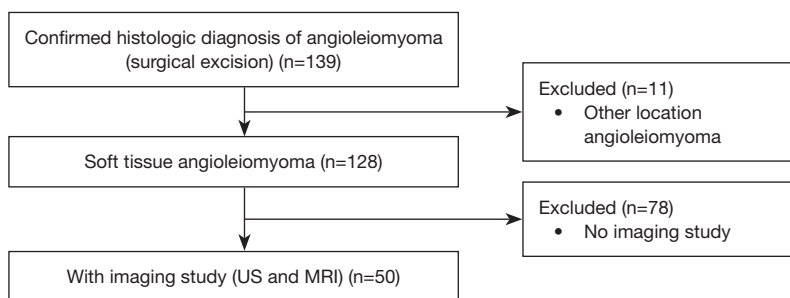 Confirmed histologic diagnosis of angioleiomyoma
(surgical excision) (n=139)
Excluded (n=11)
• Other location
angioleiomyoma
Soft tissue angioleiomyoma (n=128)
Excluded (n=78)
• No imaging study
With imaging study (US and MRI) (n=50)